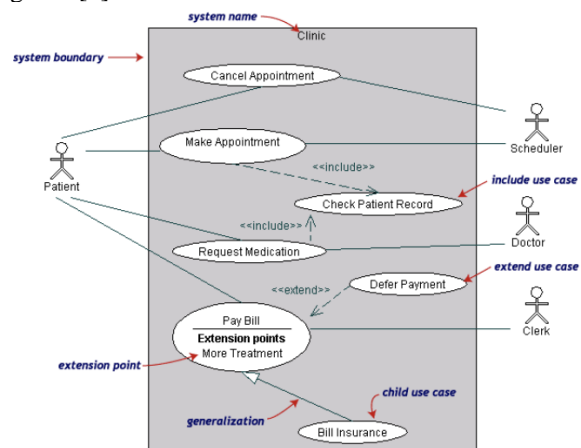 system name
Clinic
system boundary
Cancel Appointment
Make Appointment
Scheduler
<<include>>
Patient
include use case
Check Patient Record
<<include>>
Doctor
Request Medication
extend use case
Defer Payment
<<extend>>
Pay Bill
Extension points
More Treatment
Clerk
extension point
child use case
generalization
Bill Insurance